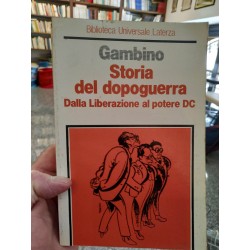 Biblioteca Universale Laterza
Gambino
Storia
del dopoguerra
Dalla Liberazione al potere DC